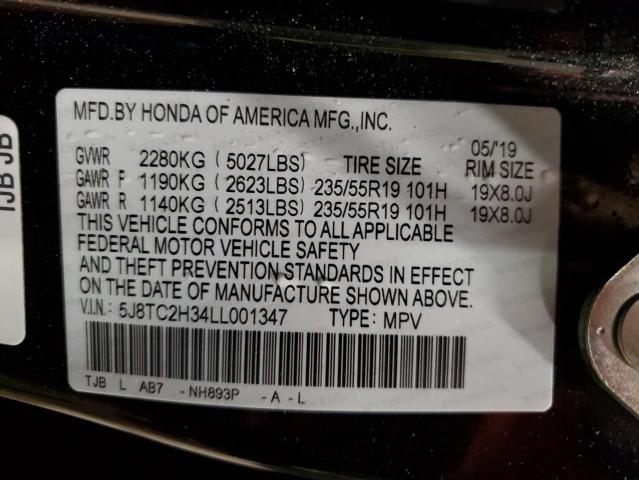 MFD.BY HONDA OF AMERICA MFG.,INC.
05/'19
GVWR 2280KG (5027LBS) TIRE SIZE RIM SIZE
GAWR F 1190KG (2623LBS) 235/55R19 101H 19X8.0J
GAWR R 1140KG (2513LBS) 235/55R19 101H 19X8.0J
THIS VEHICLE CONFORMS TO ALL APPLICABLE
FEDERAL MOTOR VEHICLE SAFETY
AND THEFT PREVENTION STANDARDS IN EFFECT
ON THE DATE OF MANUFACTURE SHOWN ABOVE.
V.I.N.: 5J8TC2H34LL001347 TYPE: MPV
TJB L AB7 - NH893P - A - L
TJB JB